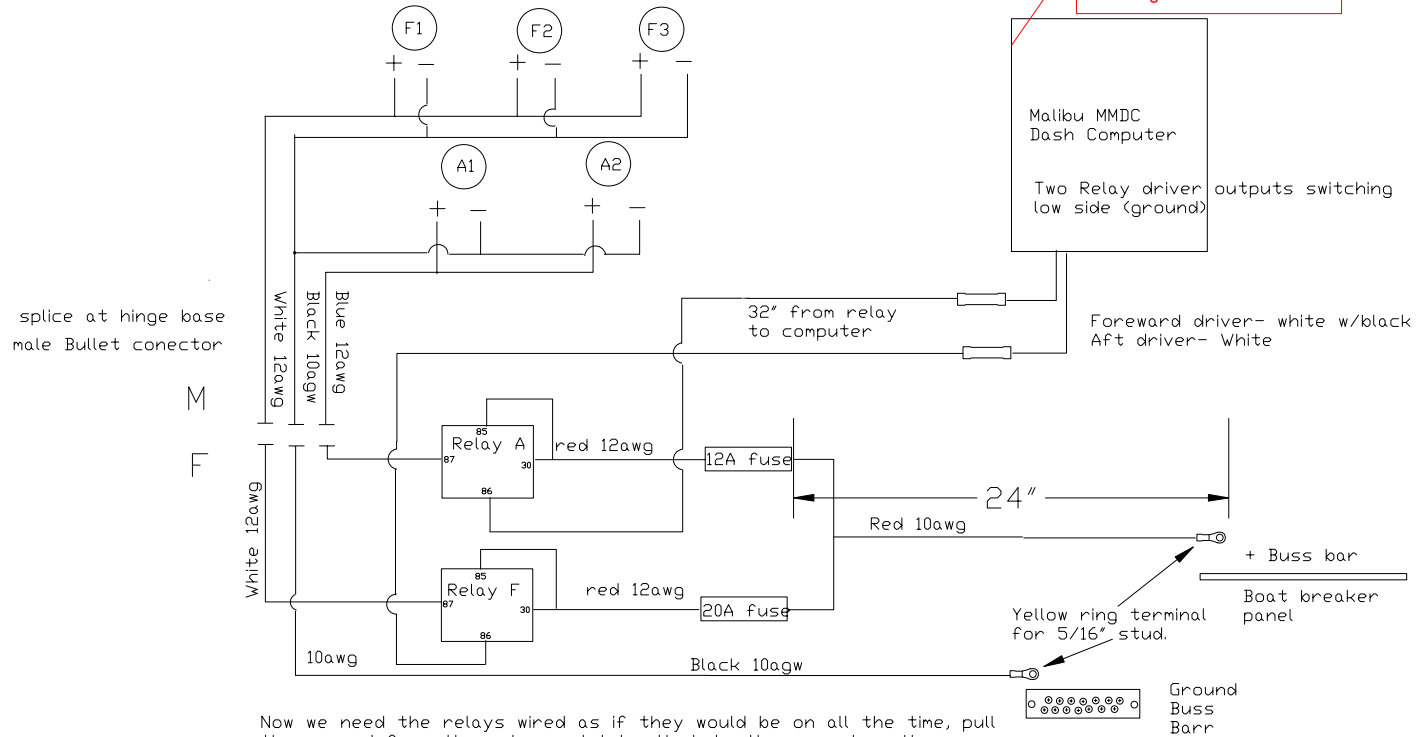 F1
F2
F3
+ − + − + −
A1
A2
+ − + −
Malibu MMDC
Dash Computer
Two Relay driver outputs switching
low side (ground)
splice at hinge base
male Bullet conector
White 12awg
Black 10agw
Blue 12awg
32" from relay
to computer
Foreward driver- white w/black
Aft driver- White
M
F
85
Relay A
87
30
86
red 12awg
12A fuse
24"
Red 10awg
White 12awg
85
Relay F
87
30
86
red 12awg
20A fuse
+ Buss bar
Boat breaker
panel
Yellow ring terminal
for 5/16" stud.
10awg
Black 10agw
Ground
Buss
Barr
Now we need the relays wired as if they would be on all the time, pull